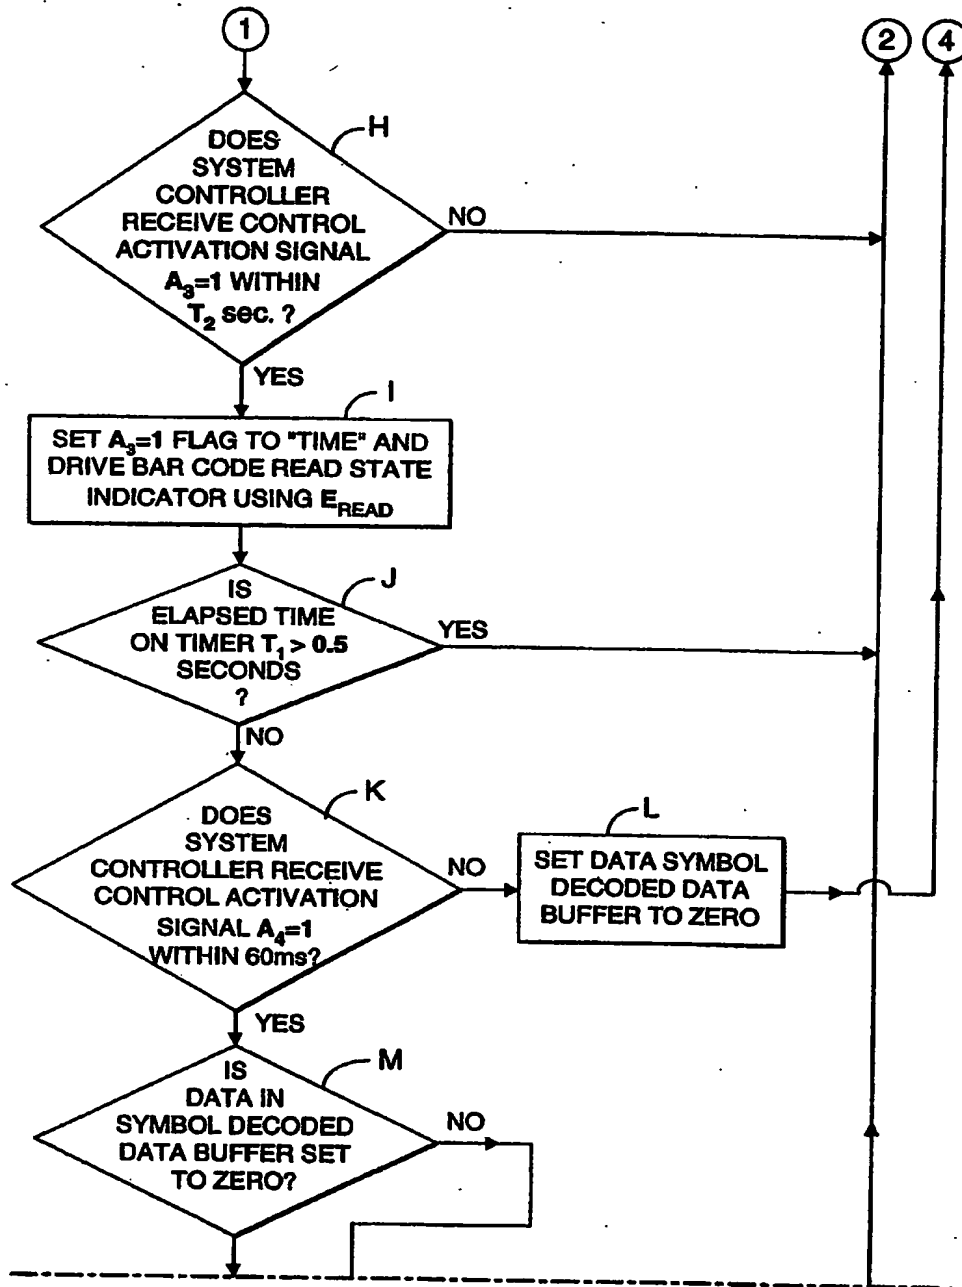 1
2
4
H
DOES
SYSTEM
CONTROLLER
RECEIVE CONTROL
ACTIVATION SIGNAL
A3=1 WITHIN
T2 sec. ?
NO
YES
I
SET A3=1 FLAG TO "TIME" AND
DRIVE BAR CODE READ STATE
INDICATOR USING EREAD
J
IS
ELAPSED TIME
ON TIMER T1 > 0.5
SECONDS
?
YES
NO
K
DOES
SYSTEM
CONTROLLER RECEIVE
CONTROL ACTIVATION
SIGNAL A4=1
WITHIN 60ms?
NO
L
SET DATA SYMBOL
DECODED DATA
BUFFER TO ZERO
YES
M
IS
DATA IN
SYMBOL DECODED
DATA BUFFER SET
TO ZERO?
NO